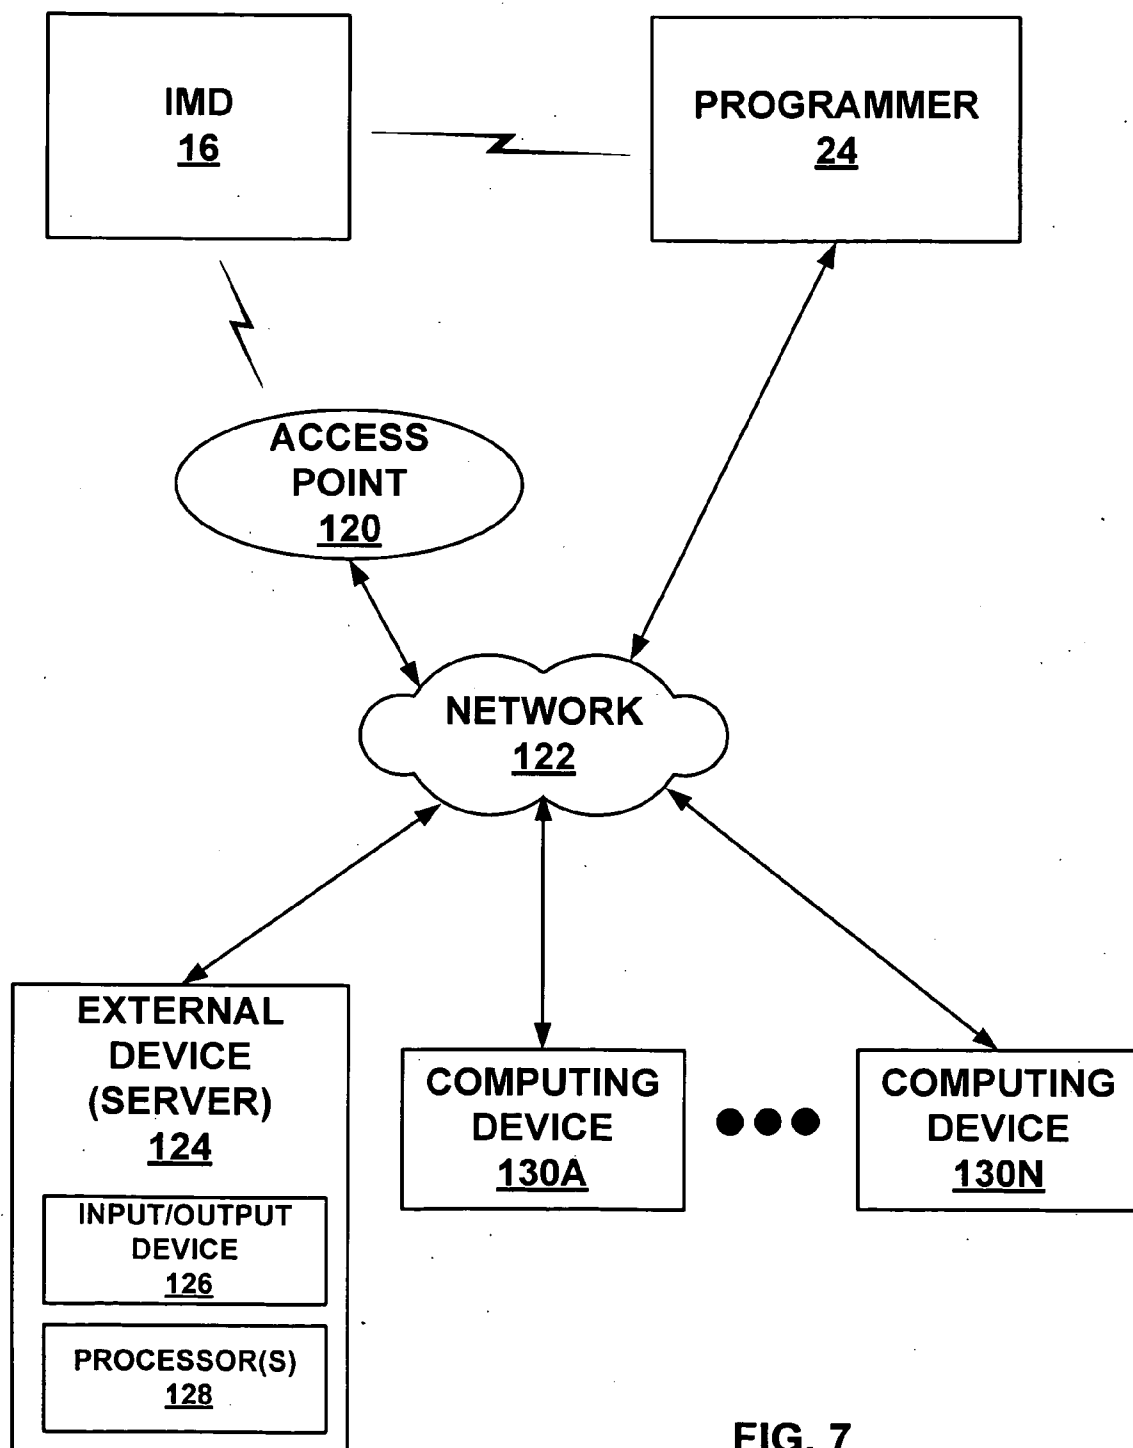 IMD
16
PROGRAMMER
24
ACCESS
POINT
120
NETWORK
122
EXTERNAL
DEVICE
(SERVER)
124
INPUT/OUTPUT
DEVICE
126
PROCESSOR(S)
128
COMPUTING
DEVICE
130A
COMPUTING
DEVICE
130N
FIG. 7